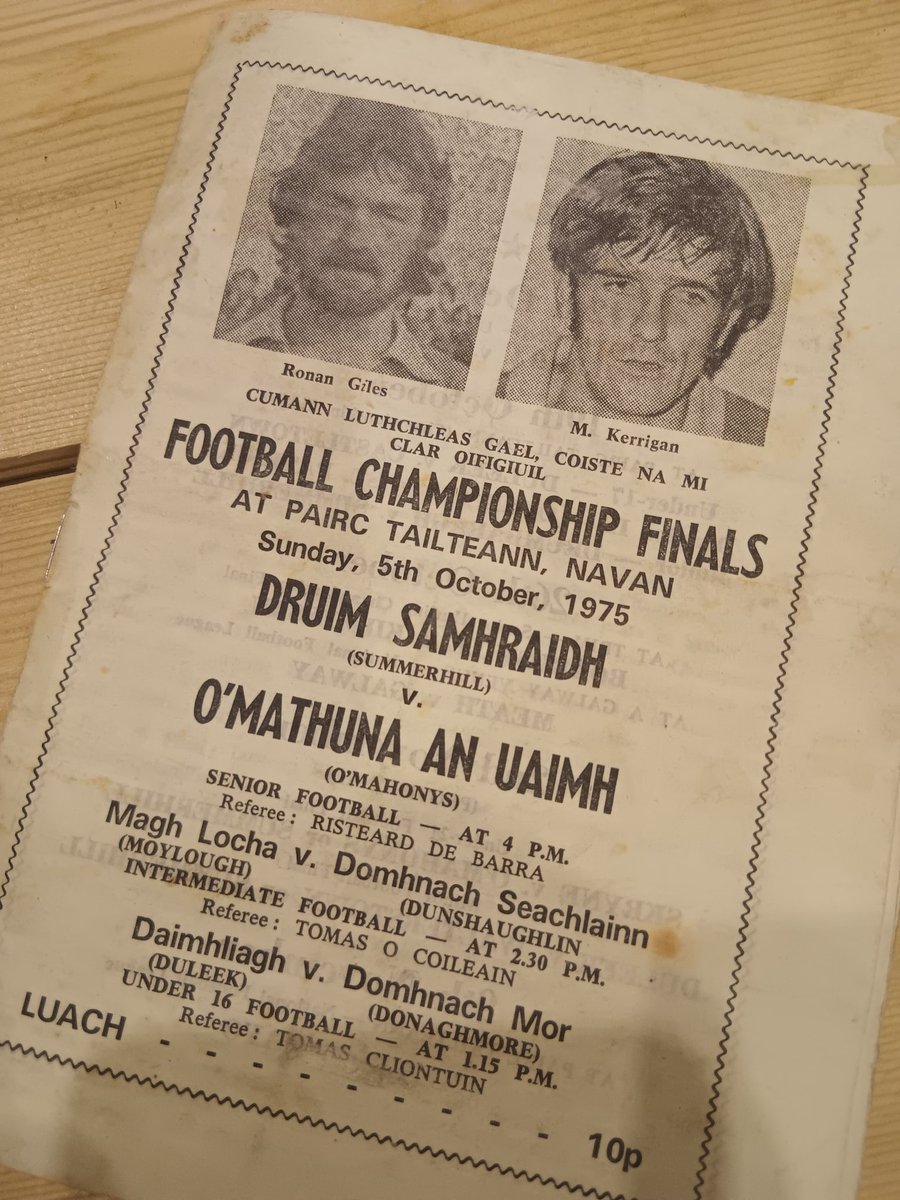 Ronan Giles
M. Kerrigan
CUMANN LUTHCHLEAS GAEL, COISTE NA MI
CLAR OIFIGIUIL
FOOTBALL CHAMPIONSHIP FINALS
AT PAIRC TAILTEANN, NAVAN
Sunday, 5th October, 1975
DRUIM SAMHRAIDH
(SUMMERHILL)
v.
O'MATHUNA AN UAIMH
(O'MAHONYS)
SENIOR FOOTBALL — AT 4 P.M.
Referee: RISTEARD DE BARRA
Magh Locha v. Domhnach Seachlainn
(MOYLOUGH) (DUNSHAUGHLIN
INTERMEDIATE FOOTBALL — AT 2.30 P.M.
Referee: TOMAS O COILEAIN
Daimhliagh v. Domhnach Mor
(DULEEK) (DONAGHMORE)
UNDER 16 FOOTBALL — AT 1.15 P.M.
Referee: TOMAS CLIONTUIN
LUACH - - - - - - - - - 10p